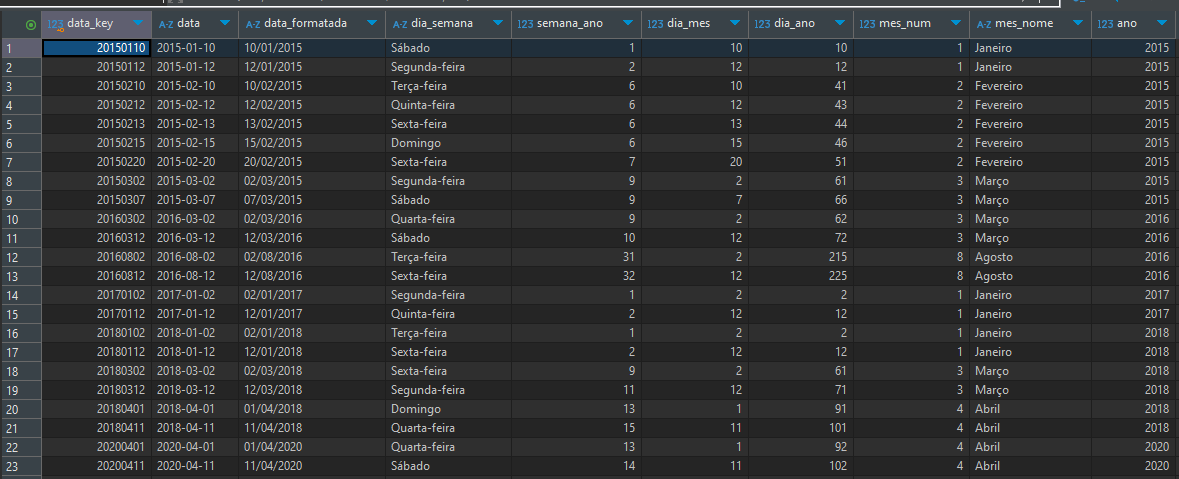 123 data_key A-Z data A-Z data_formatada A-Z dia_semana 123 semana_ano 123 dia_mes 123 dia_ano 123 mes_num A-Z mes_nome 123 ano
1 20150110 2015-01-10 10/01/2015 Sábado 1 10 10 1 Janeiro 2015
2 20150112 2015-01-12 12/01/2015 Segunda-feira 2 12 12 1 Janeiro 2015
3 20150210 2015-02-10 10/02/2015 Terça-feira 6 10 41 2 Fevereiro 2015
4 20150212 2015-02-12 12/02/2015 Quinta-feira 6 12 43 2 Fevereiro 2015
5 20150213 2015-02-13 13/02/2015 Sexta-feira 6 13 44 2 Fevereiro 2015
6 20150215 2015-02-15 15/02/2015 Domingo 6 15 46 2 Fevereiro 2015
7 20150220 2015-02-20 20/02/2015 Sexta-feira 7 20 51 2 Fevereiro 2015
8 20150302 2015-03-02 02/03/2015 Segunda-feira 9 2 61 3 Março 2015
9 20150307 2015-03-07 07/03/2015 Sábado 9 7 66 3 Março 2015
10 20160302 2016-03-02 02/03/2016 Quarta-feira 9 2 62 3 Março 2016
11 20160312 2016-03-12 12/03/2016 Sábado 10 12 72 3 Março 2016
12 20160802 2016-08-02 02/08/2016 Terça-feira 31 2 215 8 Agosto 2016
13 20160812 2016-08-12 12/08/2016 Sexta-feira 32 12 225 8 Agosto 2016
14 20170102 2017-01-02 02/01/2017 Segunda-feira 1 2 2 1 Janeiro 2017
15 20170112 2017-01-12 12/01/2017 Quinta-feira 2 12 12 1 Janeiro 2017
16 20180102 2018-01-02 02/01/2018 Terça-feira 1 2 2 1 Janeiro 2018
17 20180112 2018-01-12 12/01/2018 Sexta-feira 2 12 12 1 Janeiro 2018
18 20180302 2018-03-02 02/03/2018 Sexta-feira 9 2 61 3 Março 2018
19 20180312 2018-03-12 12/03/2018 Segunda-feira 11 12 71 3 Março 2018
20 20180401 2018-04-01 01/04/2018 Domingo 13 1 91 4 Abril 2018
21 20180411 2018-04-11 11/04/2018 Quarta-feira 15 11 101 4 Abril 2018
22 20200401 2020-04-01 01/04/2020 Quarta-feira 13 1 92 4 Abril 2020
23 20200411 2020-04-11 11/04/2020 Sábado 14 11 102 4 Abril 2020